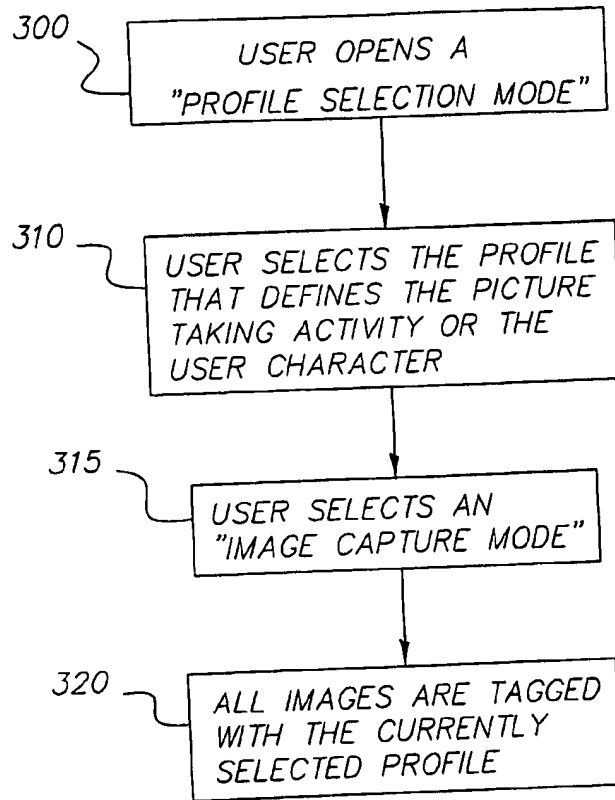 300
USER OPENS A
"PROFILE SELECTION MODE"
310
USER SELECTS THE PROFILE
THAT DEFINES THE PICTURE
TAKING ACTIVITY OR THE
USER CHARACTER
315
USER SELECTS AN
"IMAGE CAPTURE MODE"
320
ALL IMAGES ARE TAGGED
WITH THE CURRENTLY
SELECTED PROFILE